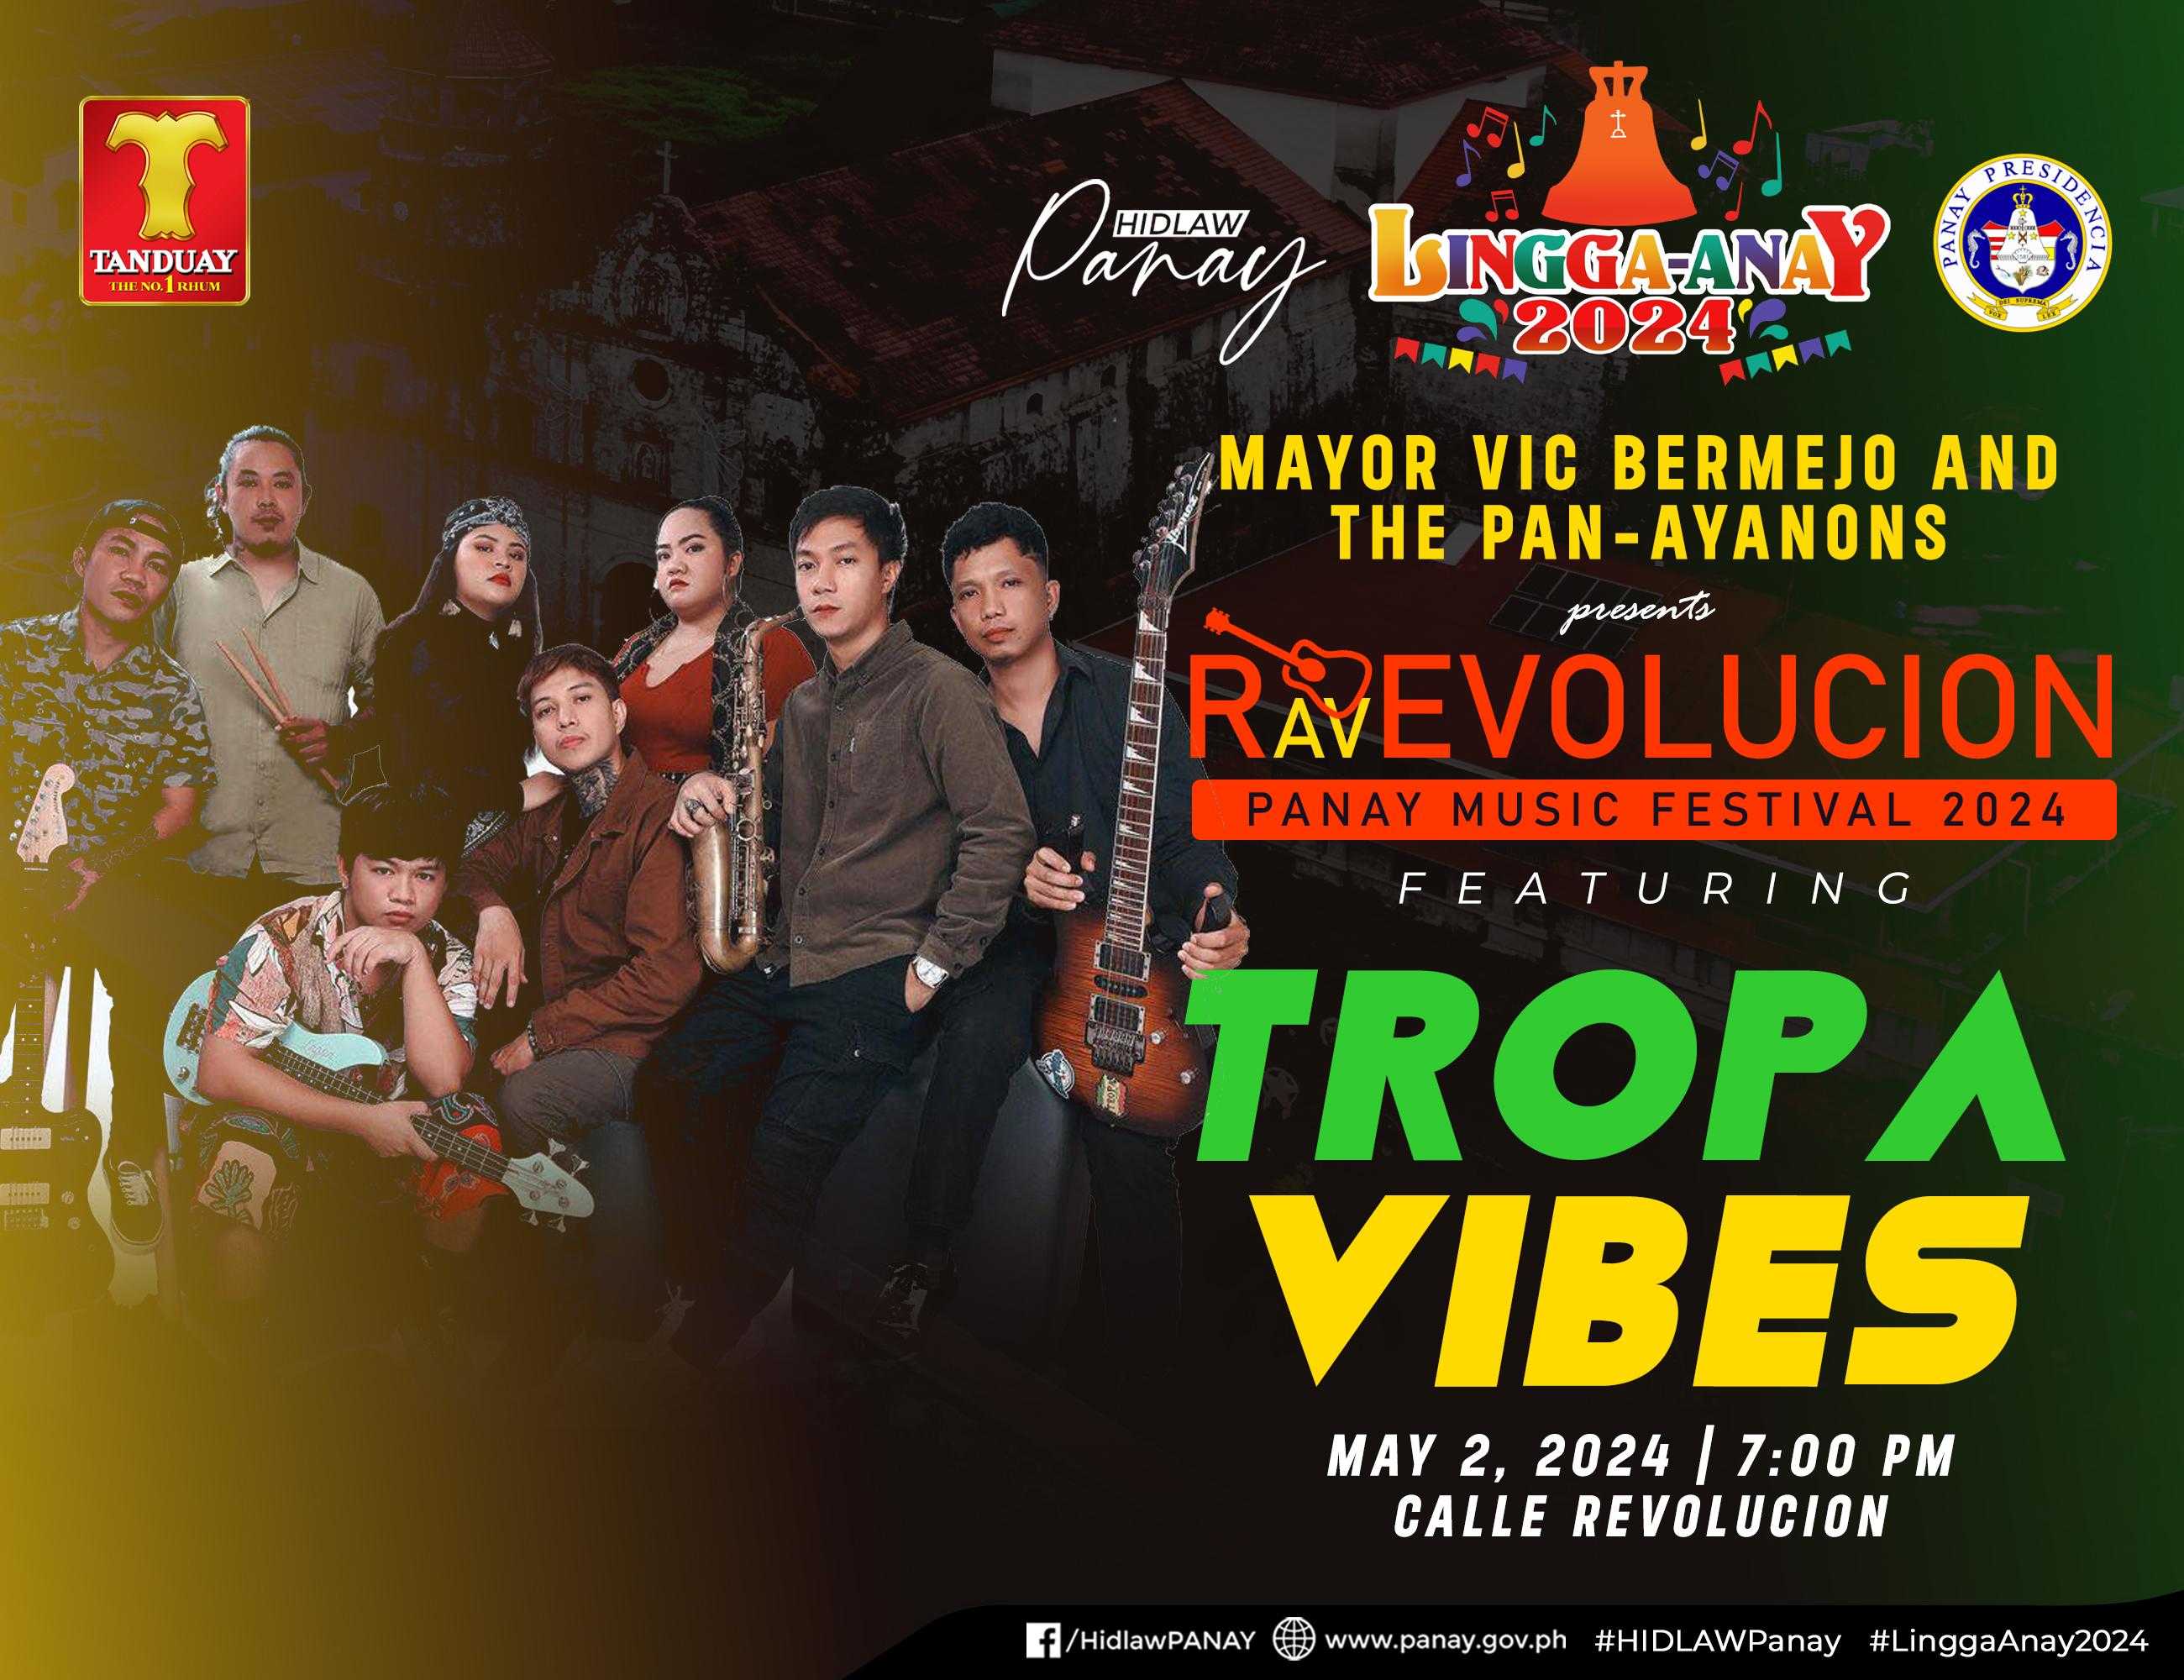 TANDUAY
THE NO.1 RHUM
HIDLAW
Panay
LINGGA-ANAY
2024
PANAY PRESIDENCIA
MAYOR VIC BERMEJO AND
THE PAN-AYANONS
presents
RAVEVOLUCION
PANAY MUSIC FESTIVAL 2024
FEATURING
TROPA
VIBES
MAY 2, 2024 | 7:00 PM
CALLE REVOLUCION
Ibanez
/HidlawPANAY www.panay.gov.ph #HIDLAWPanay #LinggaAnay2024